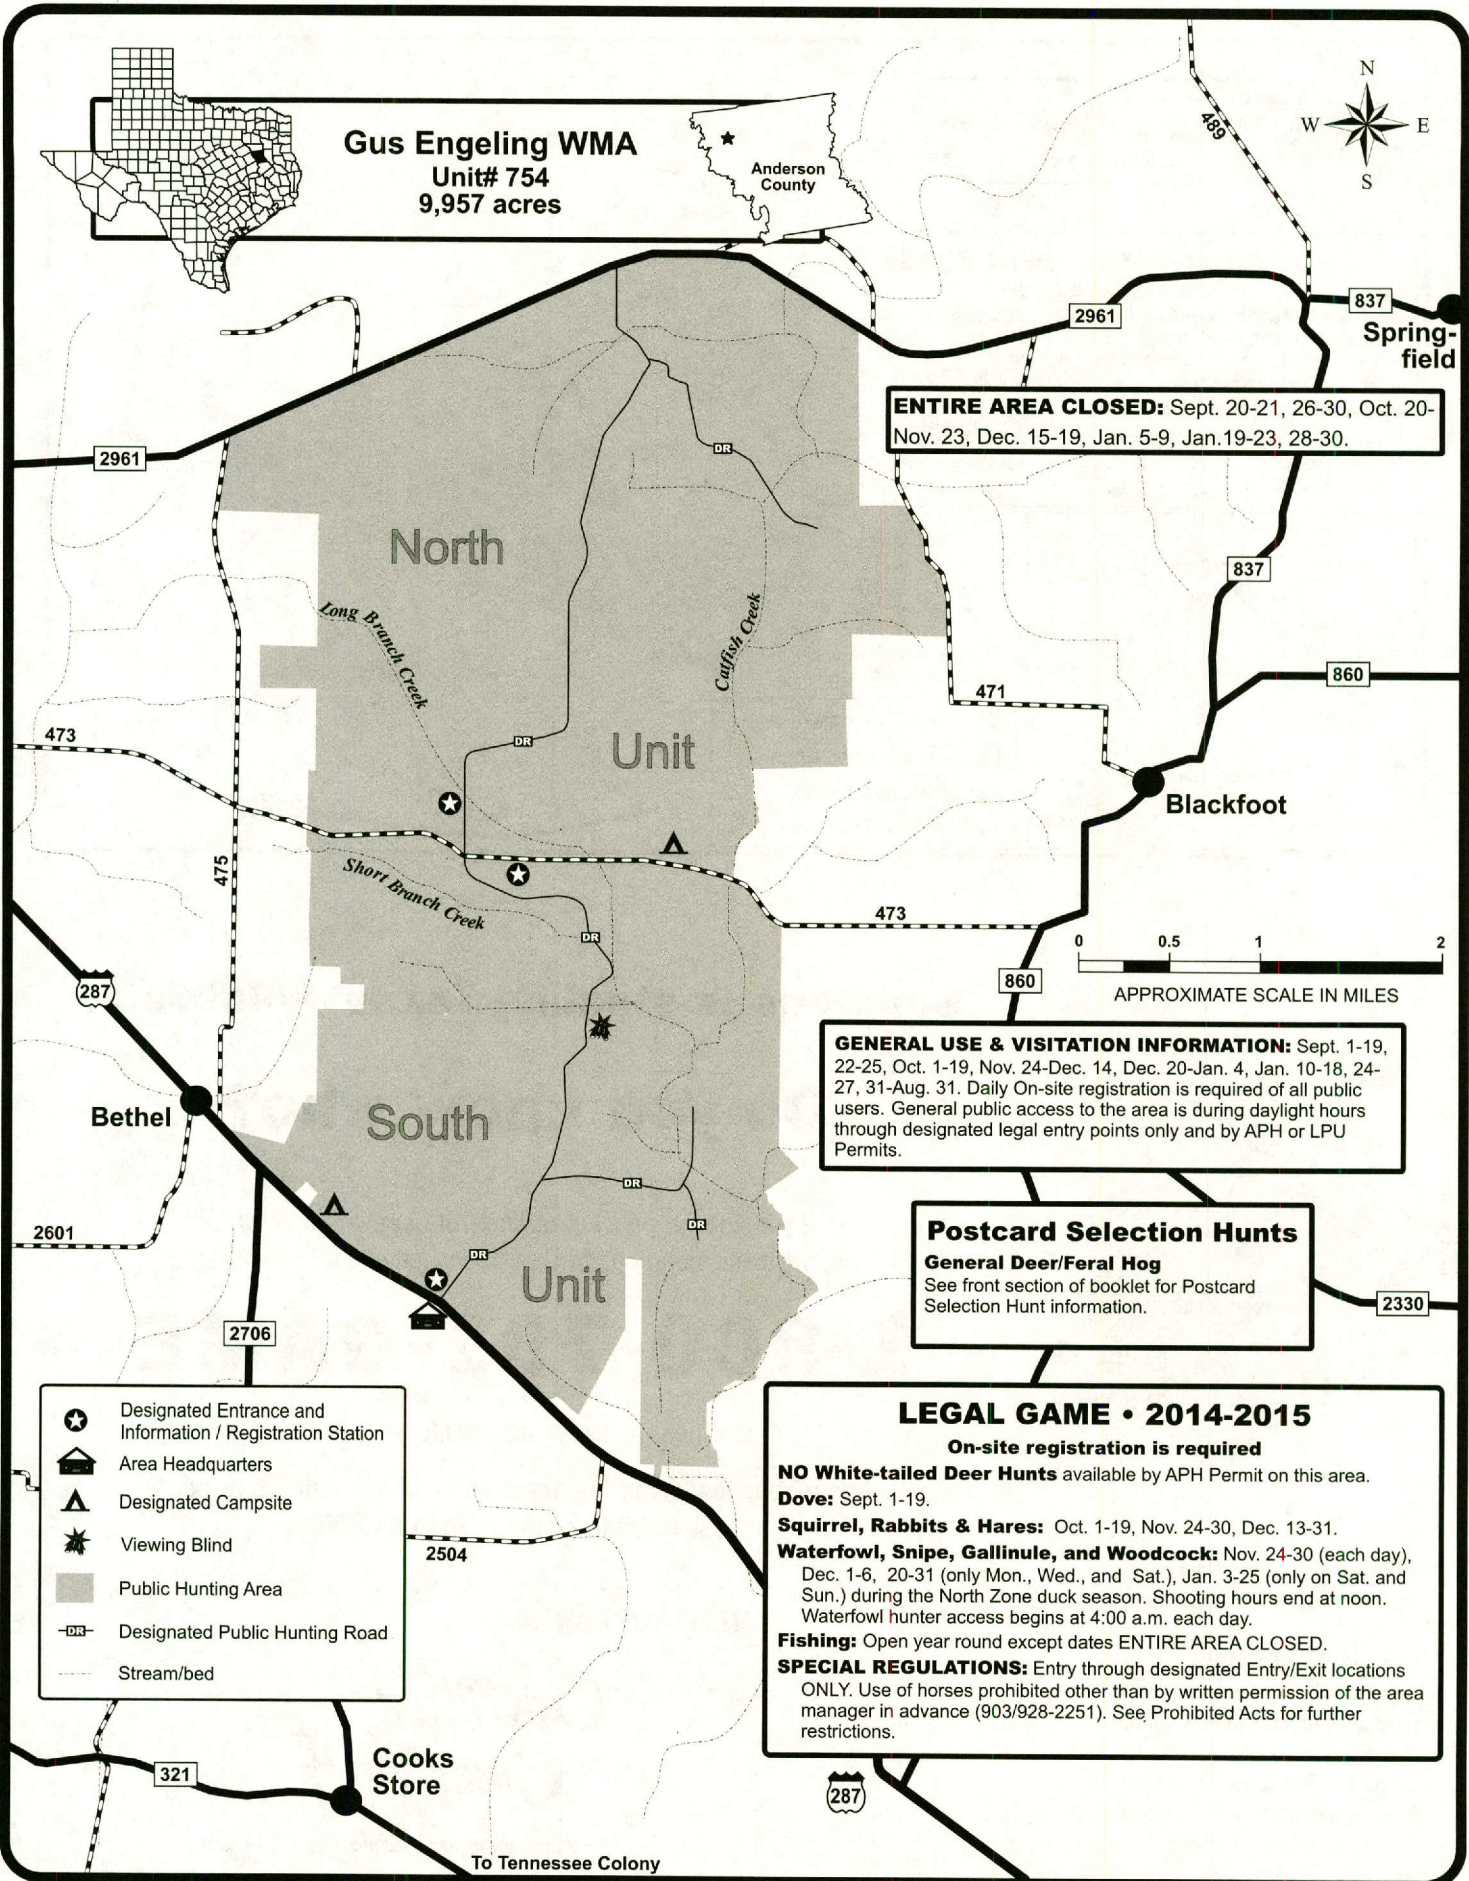 Gus Engeling WMA
Unit# 754
9,957 acres
Anderson
County
N
W
E
S
489
2961
837
Spring-
field
ENTIRE AREA CLOSED: Sept. 20-21, 26-30, Oct. 20-
Nov. 23, Dec. 15-19, Jan. 5-9, Jan.19-23, 28-30.
2961
DR
North
837
Long Branch Creek
Catfish Creek
860
471
473
DR
Unit
Blackfoot
475
Short Branch Creek
473
DR
0 0.5 1 2
APPROXIMATE SCALE IN MILES
860
287
GENERAL USE & VISITATION INFORMATION: Sept. 1-19,
22-25, Oct. 1-19, Nov. 24-Dec. 14, Dec. 20-Jan. 4, Jan. 10-18, 24-
27, 31-Aug. 31. Daily On-site registration is required of all public
users. General public access to the area is during daylight hours
through designated legal entry points only and by APH or LPU
Permits.
Bethel
South
DR
DR
2601
DR
Postcard Selection Hunts
General Deer/Feral Hog
See front section of booklet for Postcard
Selection Hunt information.
Unit
2330
2706
Designated Entrance and
Information / Registration Station
Area Headquarters
Designated Campsite
Viewing Blind
Public Hunting Area
DR Designated Public Hunting Road
Stream/bed
2504
LEGAL GAME • 2014-2015
On-site registration is required
NO White-tailed Deer Hunts available by APH Permit on this area.
Dove: Sept. 1-19.
Squirrel, Rabbits & Hares: Oct. 1-19, Nov. 24-30, Dec. 13-31.
Waterfowl, Snipe, Gallinule, and Woodcock: Nov. 24-30 (each day),
Dec. 1-6, 20-31 (only Mon., Wed., and Sat.), Jan. 3-25 (only on Sat. and
Sun.) during the North Zone duck season. Shooting hours end at noon.
Waterfowl hunter access begins at 4:00 a.m. each day.
Fishing: Open year round except dates ENTIRE AREA CLOSED.
SPECIAL REGULATIONS: Entry through designated Entry/Exit locations
ONLY. Use of horses prohibited other than by written permission of the area
manager in advance (903/928-2251). See Prohibited Acts for further
restrictions.
321
Cooks
Store
287
To Tennessee Colony